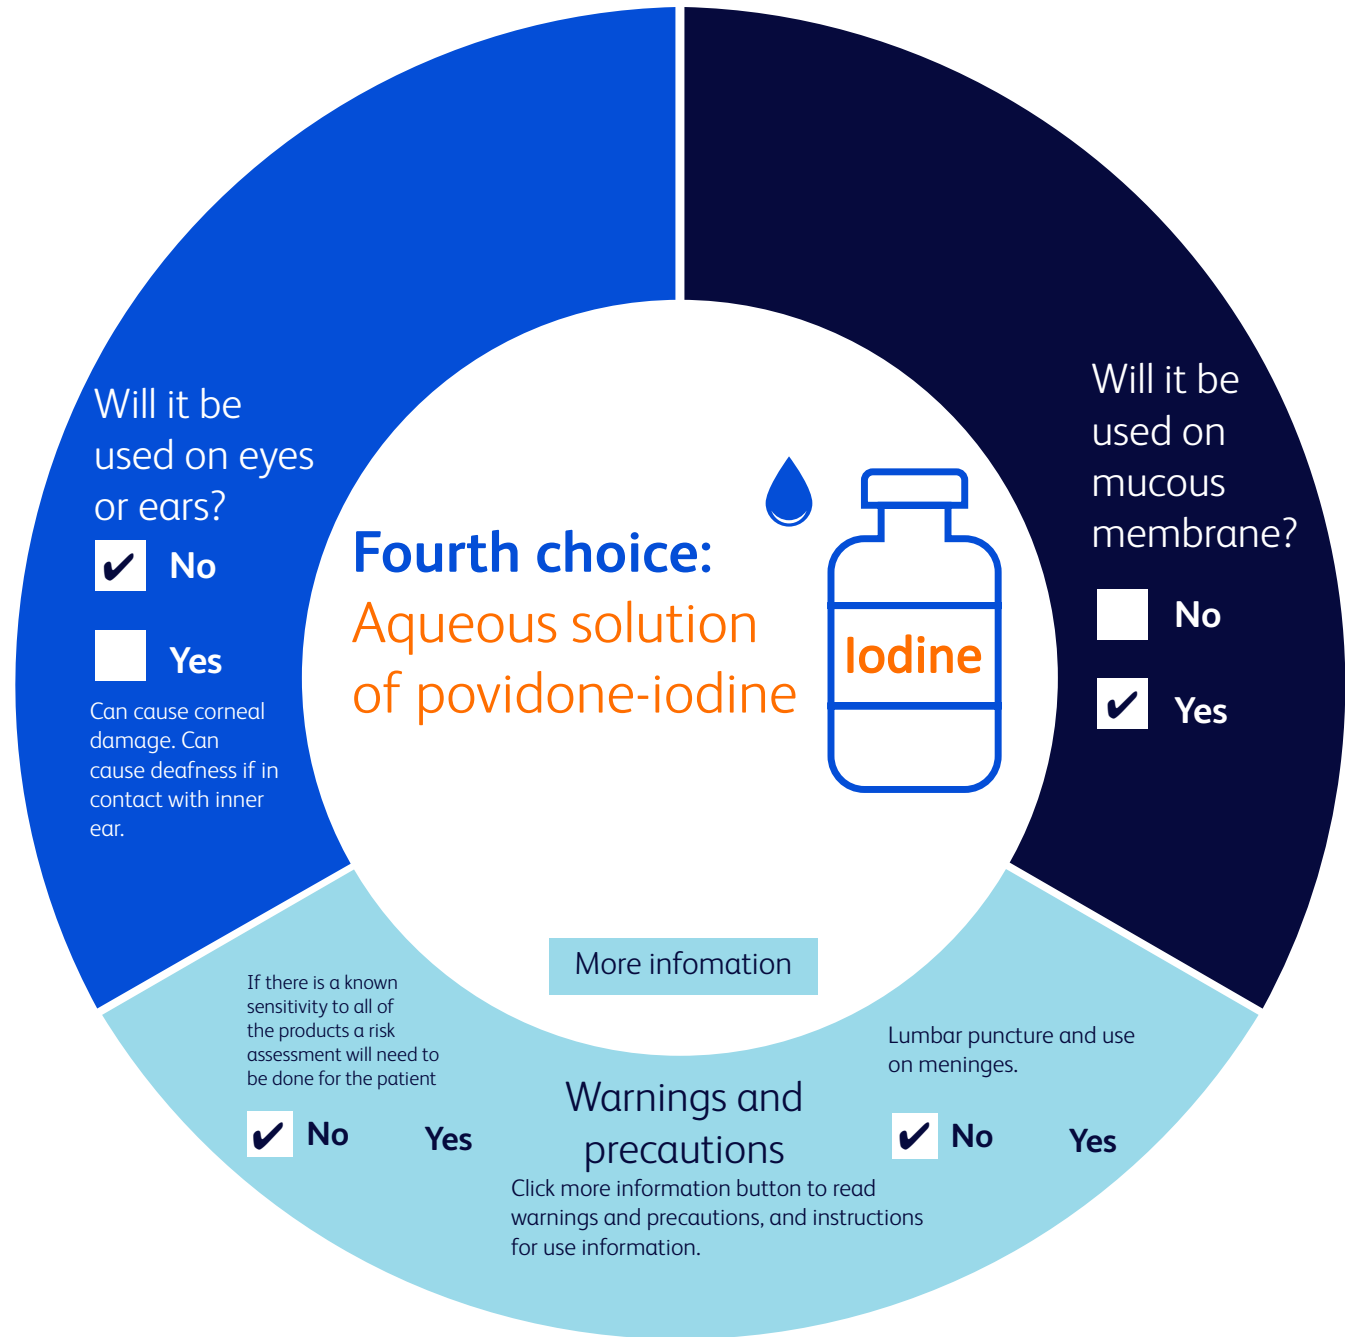 Will it be
used on eyes
or ears?
✔ No
Yes
Can cause corneal
damage. Can
cause deafness if in
contact with inner
ear.
Fourth choice:
Aqueous solution
of povidone-iodine
Iodine
Will it be
used on
mucous
membrane?
No
✔ Yes
More infomation
If there is a known
sensitivity to all of
the products a risk
assessment will need to
be done for the patient
✔ No Yes
Warnings and
precautions
Click more information button to read
warnings and precautions, and instructions
for use information.
Lumbar puncture and use
on meninges.
✔ No Yes